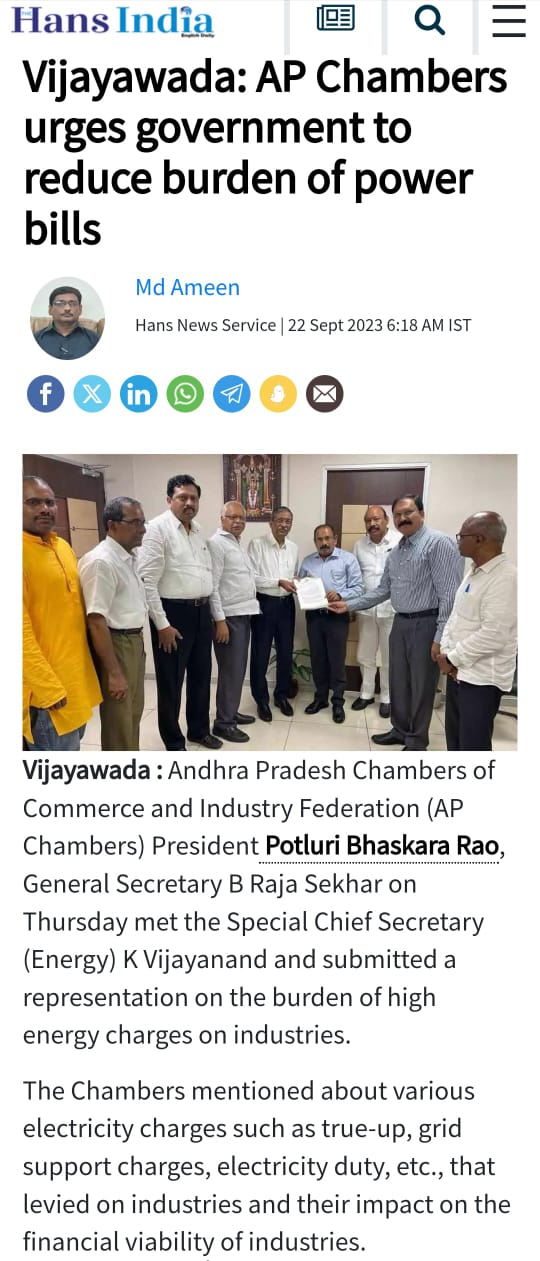 THE Hans India
English Daily
Vijayawada: AP Chambers
urges government to
reduce burden of power
bills
Md Ameen
Hans News Service | 22 Sept 2023 6:18 AM IST
Vijayawada : Andhra Pradesh Chambers of
Commerce and Industry Federation (AP
Chambers) President Potluri Bhaskara Rao,
General Secretary B Raja Sekhar on
Thursday met the Special Chief Secretary
(Energy) K Vijayanand and submitted a
representation on the burden of high
energy charges on industries.
The Chambers mentioned about various
electricity charges such as true-up, grid
support charges, electricity duty, etc., that
levied on industries and their impact on the
financial viability of industries.